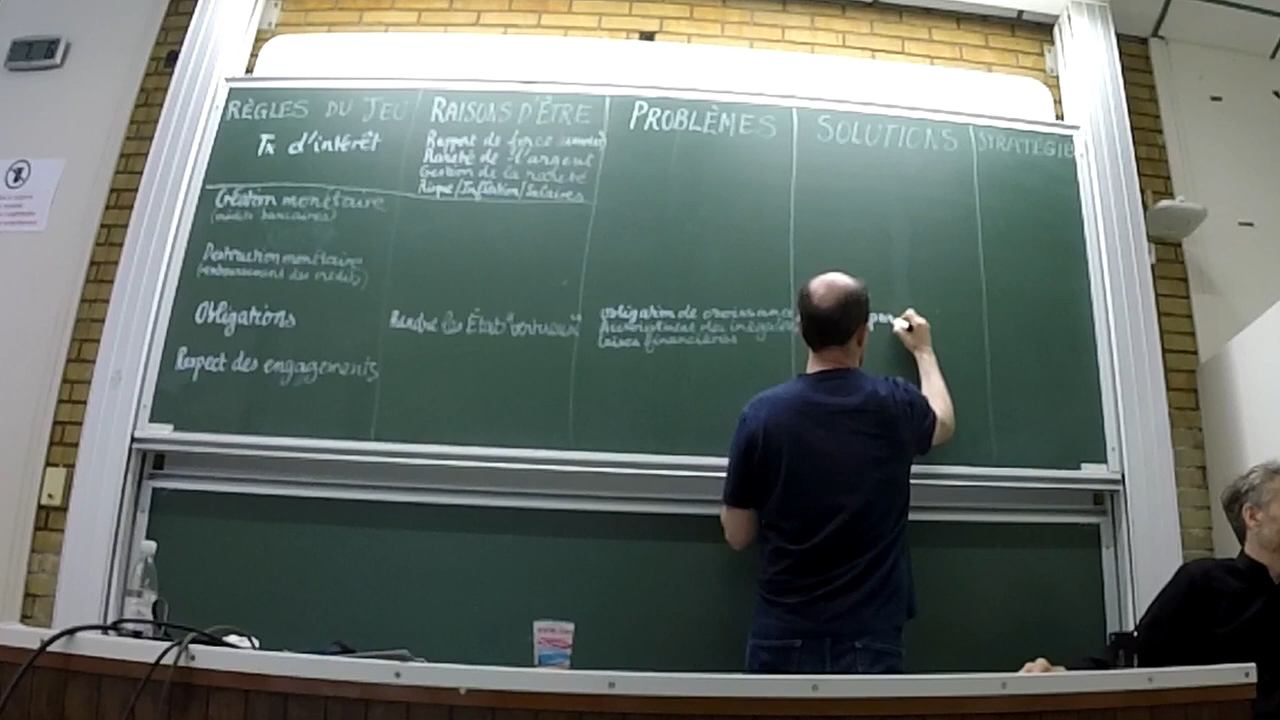 RÈGLES DU JEU
RAISONS D'ÊTRE
PROBLÈMES
SOLUTIONS
STRATÉGIE
Tx d'intérêt
Rapport de force
Rareté de l'argent
Gestion de la rareté
Risque/Inflation/Salaires
Création monétaire
(crédits bancaires)
Destruction monétaire
(remboursement des crédits)
Obligations
Rendre les États "vertueux"
obligation de croissance
Accroissement des inégalités
Crises financières
Respect des engagements